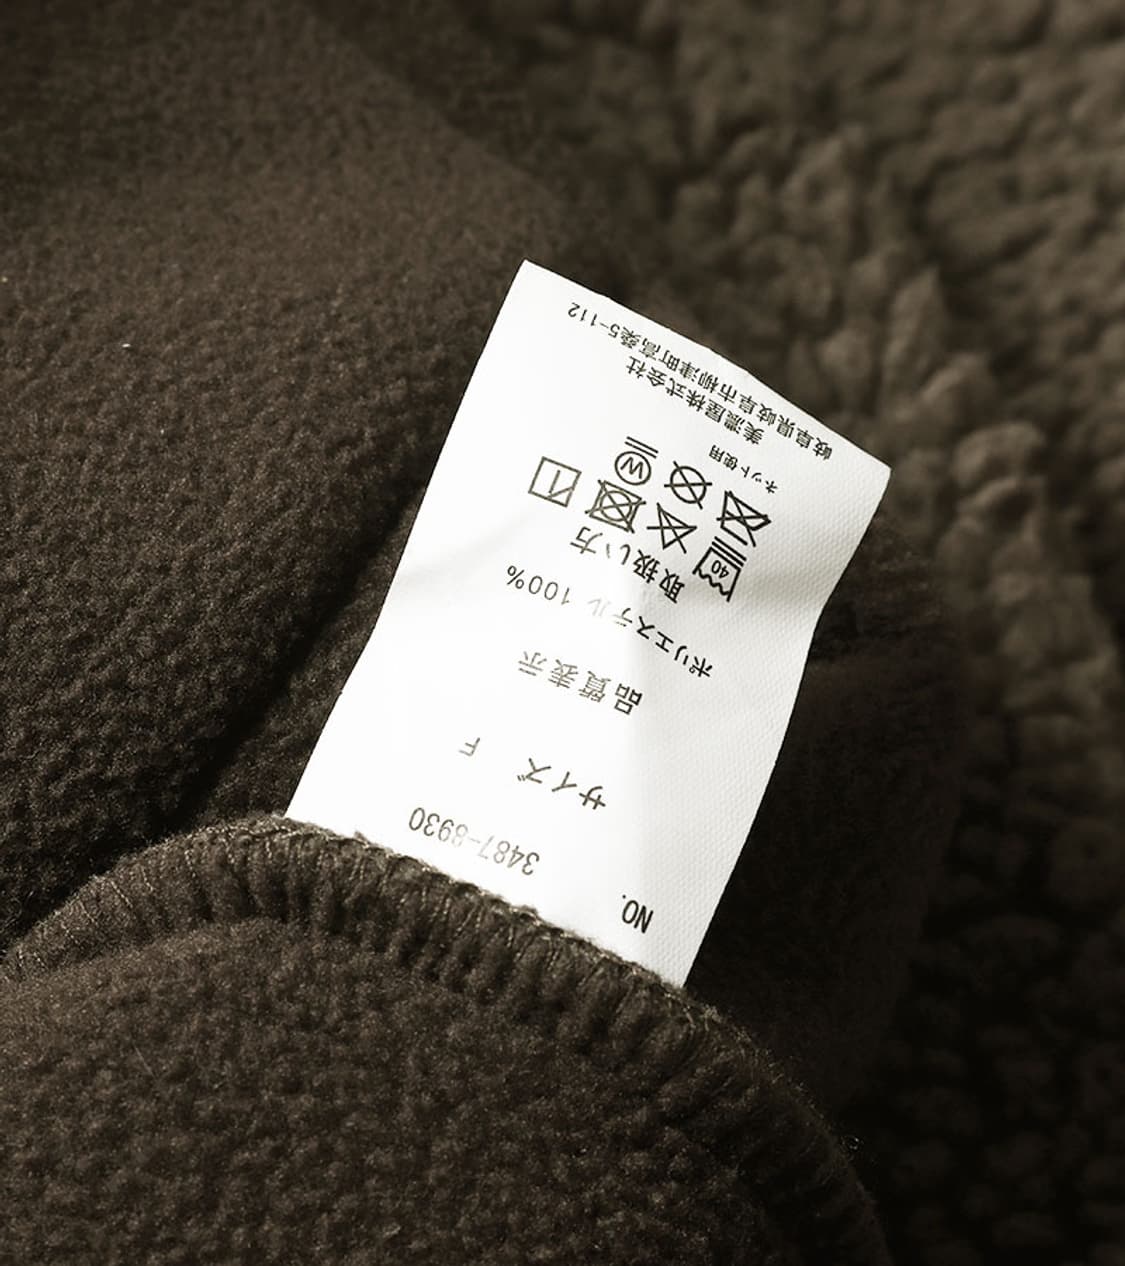 NO.
3487-8930
サイズ F
品質表示
ポリエステル 100%
取扱い方
40
W
ネット使用
美濃屋株式会社
岐阜県岐阜市柳津町高桑5-112